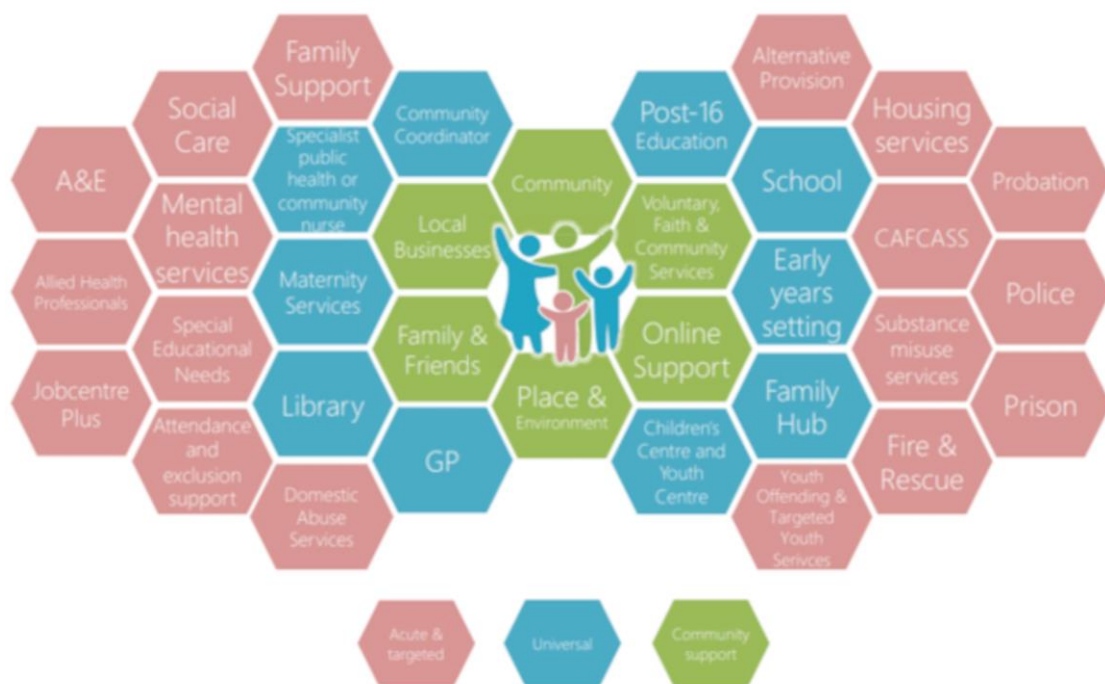 Family
Support
Social
Care
Community
Coordinator
Specialist
public
health or
community
nurse
A&E
Mental
health
services
Local
Businesses
Community
Allied Health
Professionals
Maternity
Services
Special
Educational
Needs
Family &
Friends
Jobcentre
Plus
Library
Place &
Environment
Attendance
and
exclusion
support
GP
Domestic
Abuse
Services
Alternative
Provision
Post-16
Education
Housing
services
School
Probation
Voluntary,
Faith &
Community
Services
CAFCASS
Early
years
setting
Police
Online
Support
Substance
misuse
services
Family
Hub
Prison
Children's
Centre and
Youth
Centre
Fire &
Rescue
Youth
Offending &
Targeted
Youth
Serivces
Acute &
targeted
Universal
Community
support